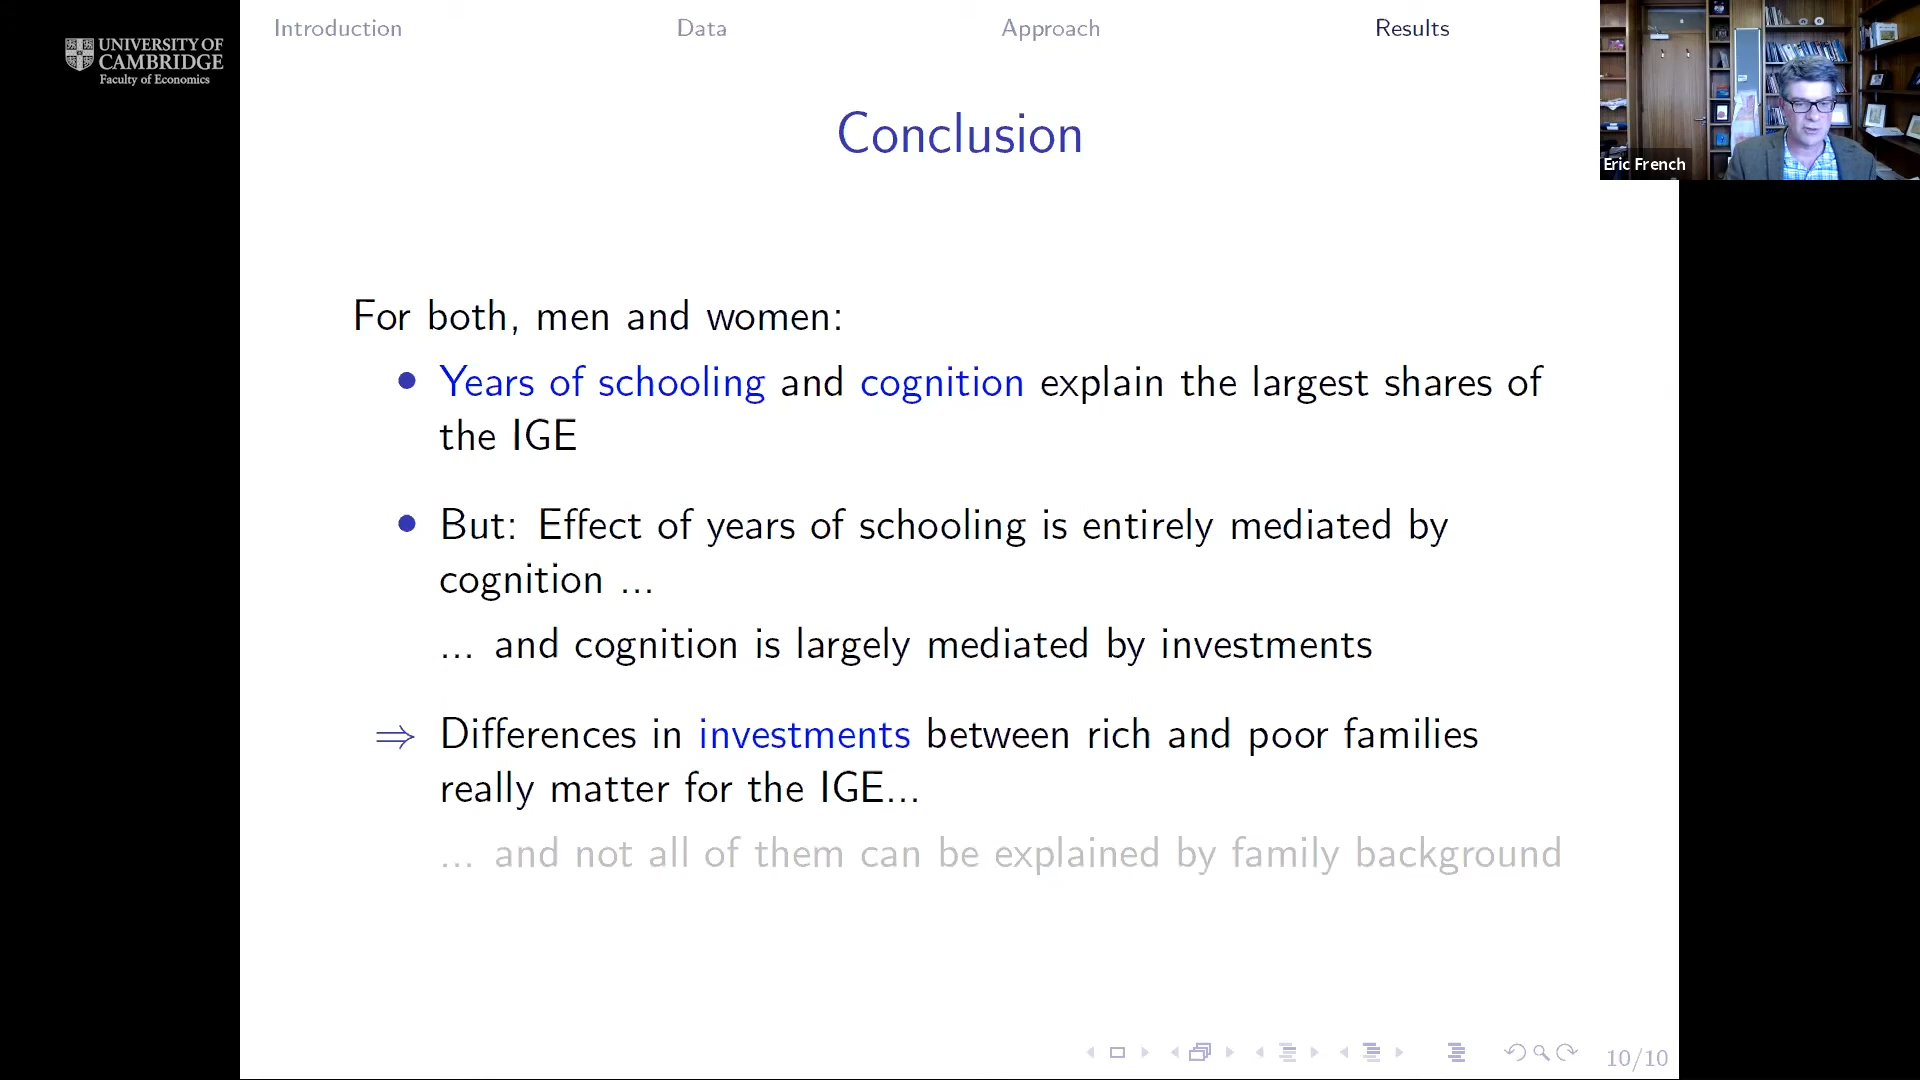 UNIVERSITY OF
CAMBRIDGE
Faculty of Economics
Introduction Data Approach Results
Eric French
Conclusion
For both, men and women:
Years of schooling and cognition explain the largest shares of
the IGE
But: Effect of years of schooling is entirely mediated by
cognition ...
... and cognition is largely mediated by investments
⇒ Differences in investments between rich and poor families
really matter for the IGE...
... and not all of them can be explained by family background
10/10